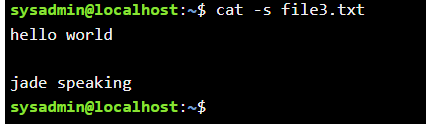 sysadmin@localhost:~$ cat -s file3.txt
hello world

jade speaking
sysadmin@localhost:~$